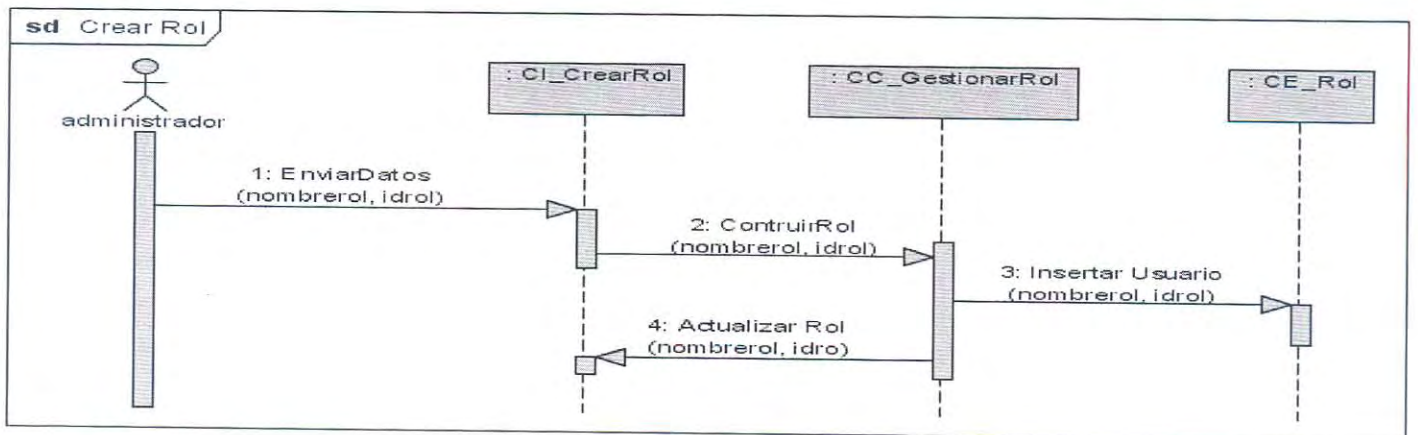 sd Crear Rol
administrador
: CI_CrearRol
: CC_GestionarRol
: CE_Rol
1: EnviarDatos
(nombrerol, idrol)
2: ContruirRol
(nombrerol, idrol)
3: Insertar Usuario
(nombrerol, idrol)
4: Actualizar Rol
(nombrerol, idro)